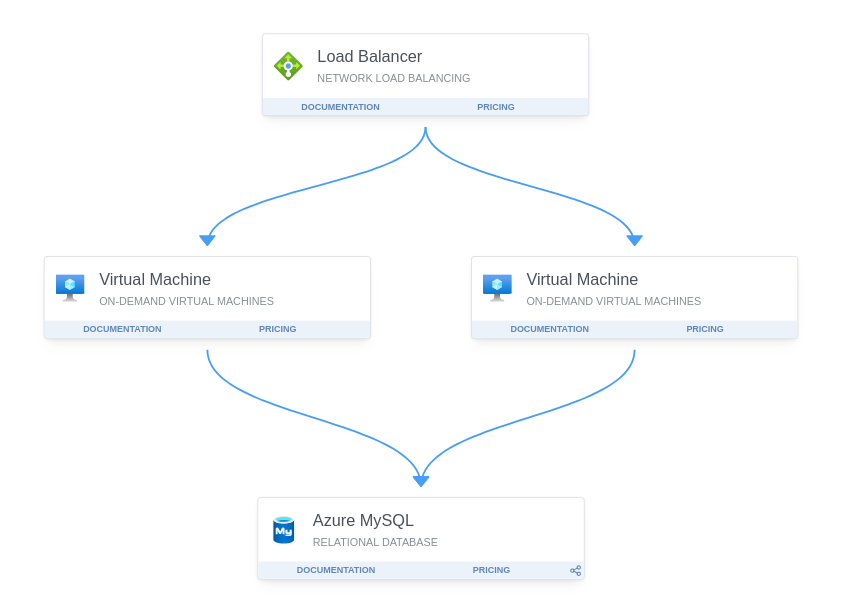 Load Balancer
NETWORK LOAD BALANCING
DOCUMENTATION PRICING
Virtual Machine
ON-DEMAND VIRTUAL MACHINES
DOCUMENTATION PRICING
Virtual Machine
ON-DEMAND VIRTUAL MACHINES
DOCUMENTATION PRICING
My
Azure MySQL
RELATIONAL DATABASE
DOCUMENTATION PRICING